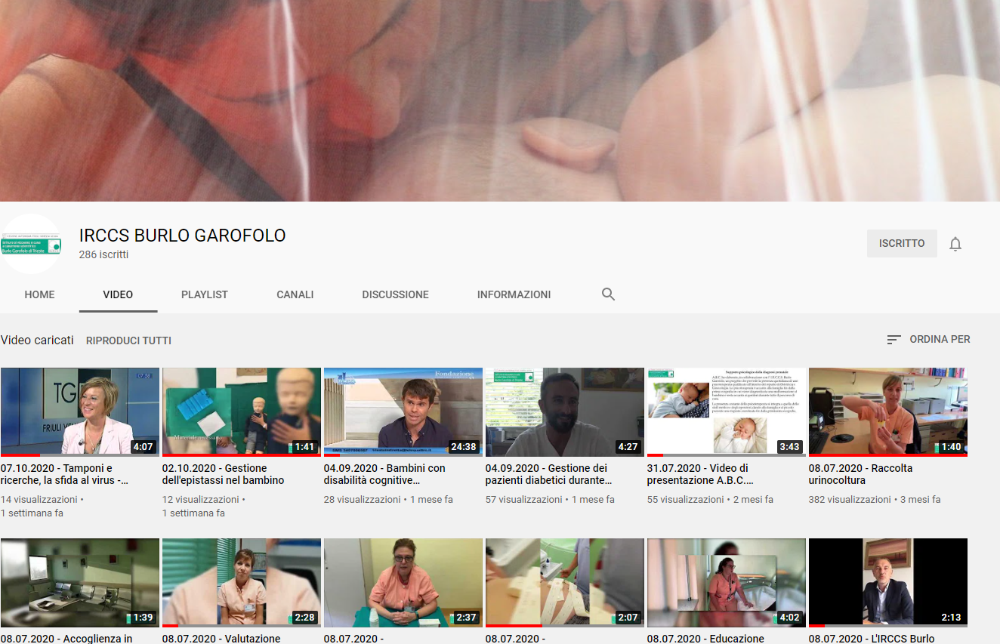 IRCCS BURLO GAROFOLO
286 iscritti
ISCRITTO
Burlo Garofolo di Trieste
HOME
VIDEO
PLAYLIST
CANALI
DISCUSSIONE
INFORMAZIONI
Video caricati
RIPRODUCI TUTTI
ORDINA PER
07:58
TG
FRIULI VE
4:07
1:41
Fondazione
24:38
4:27
Supporto psicologico dalla diagnosi prenatale
3:43
1:40
07.10.2020 - Tamponi e
ricerche, la sfida al virus -...
14 visualizzazioni •
1 settimana fa
02.10.2020 - Gestione
dell'epistassi nel bambino
12 visualizzazioni •
1 settimana fa
04.09.2020 - Bambini con
disabilità cognitive...
28 visualizzazioni • 1 mese fa
04.09.2020 - Gestione dei
pazienti diabetici durante...
57 visualizzazioni • 1 mese fa
31.07.2020 - Video di
presentazione A.B.C....
55 visualizzazioni • 2 mesi fa
08.07.2020 - Raccolta
urinocoltura
382 visualizzazioni • 3 mesi fa
1:39
2:28
2:37
2:07
4:02
2:13
08.07.2020 - Accoglienza in
08.07.2020 - Valutazione
08.07.2020 -
08.07.2020 -
08.07.2020 - Educazione
08.07.2020 - L'IRCCS Burlo